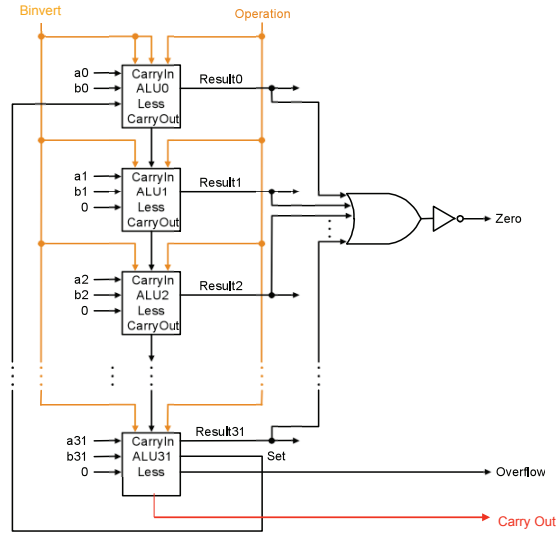 Binvert
Operation
a0
b0
CarryIn
ALU0
Less
CarryOut
Result0
a1
b1
0
CarryIn
ALU1
Less
CarryOut
Result1
Zero
a2
b2
0
CarryIn
ALU2
Less
CarryOut
Result2
a31
b31
0
CarryIn
ALU31
Less
Result31
Set
Overflow
Carry Out